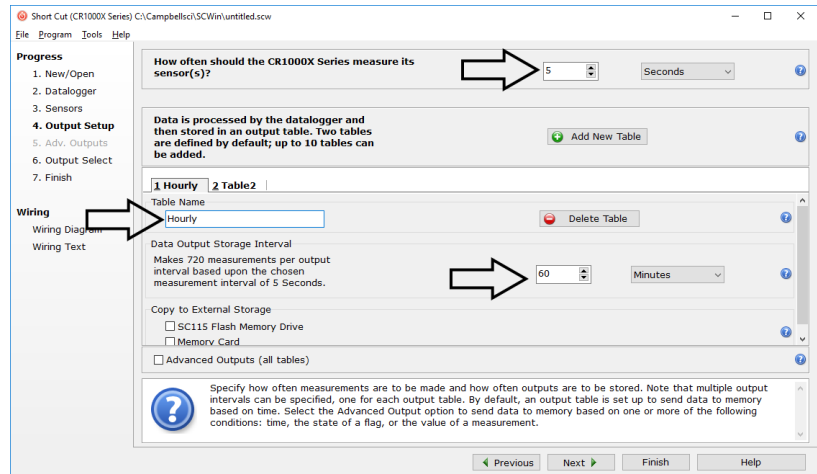 Short Cut (CR1000X Series) C:\Campbellsci\SCWin\untitled.scw
File Program Tools Help
Progress
1. New/Open
2. Datalogger
3. Sensors
4. Output Setup
5. Adv. Outputs
6. Output Select
7. Finish
Wiring
Wiring Diagram
Wiring Text
How often should the CR1000X Series measure its
sensor(s)?
5
Seconds
Data is processed by the datalogger and
then stored in an output table. Two tables
are defined by default; up to 10 tables can
be added.
Add New Table
1 Hourly 2 Table2
Table Name
Hourly
Delete Table
Data Output Storage Interval
Makes 720 measurements per output
interval based upon the chosen
measurement interval of 5 Seconds.
60
Minutes
Copy to External Storage
SC115 Flash Memory Drive
Memory Card
Advanced Outputs (all tables)
Specify how often measurements are to be made and how often outputs are to be stored. Note that multiple output
intervals can be specified, one for each output table. By default, an output table is set up to send data to memory
based on time. Select the Advanced Output option to send data to memory based on one or more of the following
conditions: time, the state of a flag, or the value of a measurement.
Previous Next Finish Help